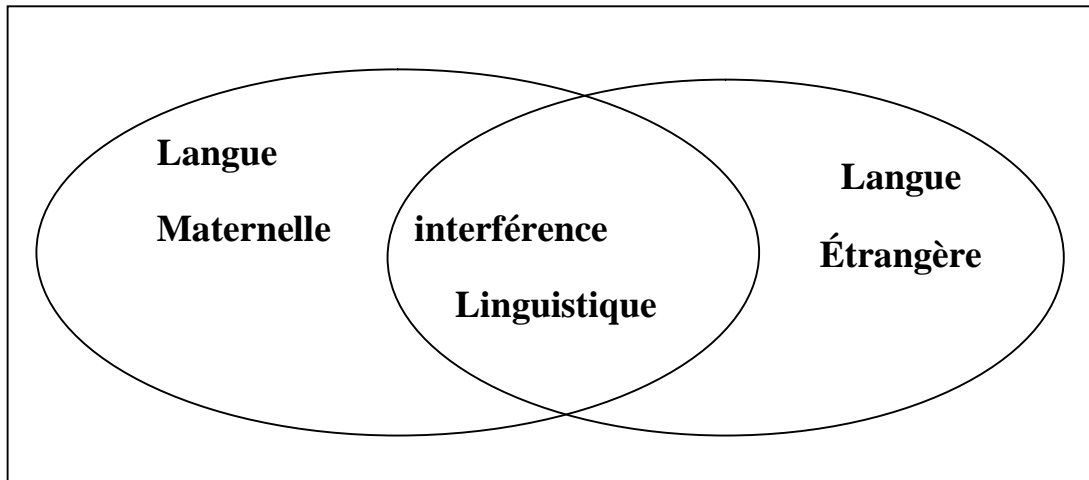 Langue
Maternelle
interférence
Linguistique
Langue
Étrangère